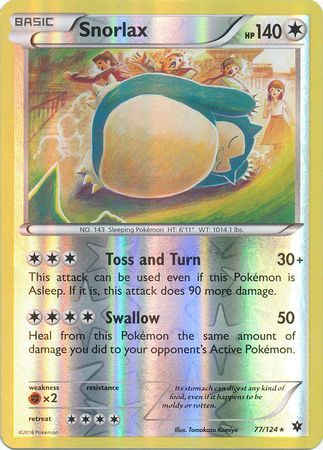 BASIC
Snorlax HP 140
NO. 143 Sleeping Pokémon HT: 6'11" WT: 1014.1 lbs.
Toss and Turn 30+
This attack can be used even if this Pokémon is
Asleep. If it is, this attack does 90 more damage.
Swallow 50
Heal from this Pokémon the same amount of
damage you did to your opponent's Active Pokémon.
weakness resistance
×2
retreat
Its stomach can digest any kind of
food, even if it happens to be
moldy or rotten.
©2016 Pokémon
Illus. Tomokazu Komiya
77/124 ★